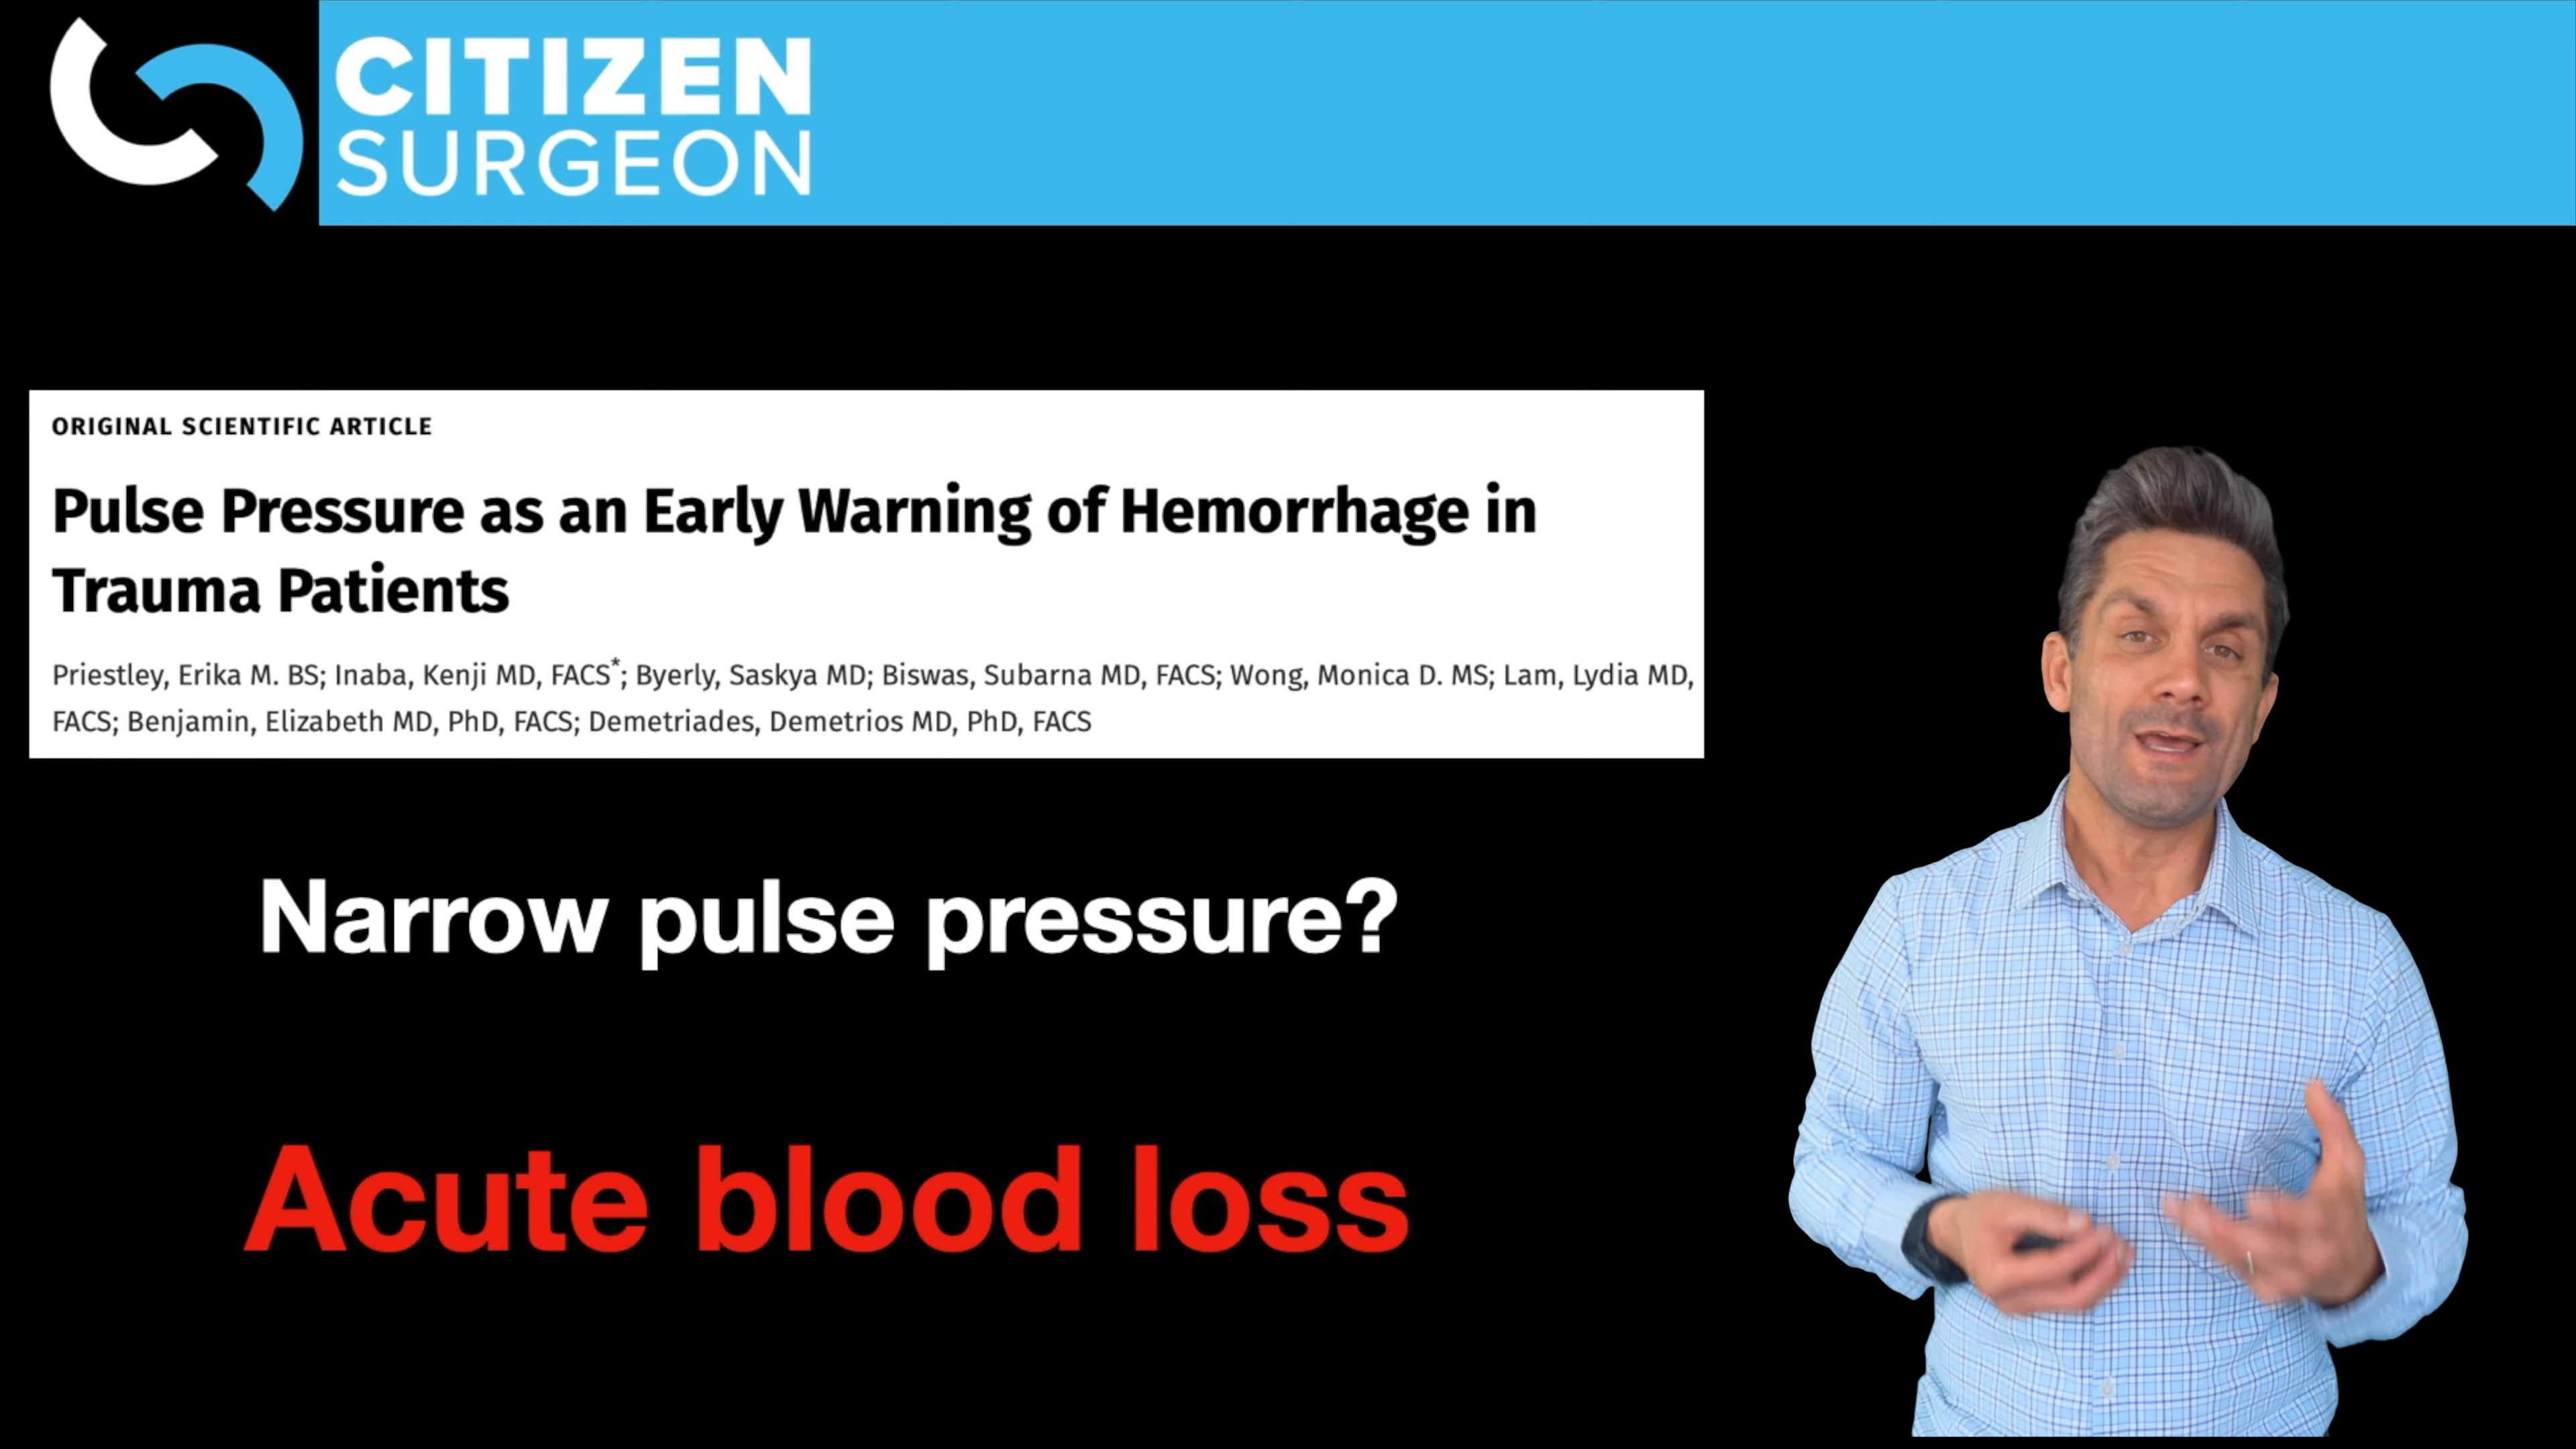 CITIZEN
SURGEON
ORIGINAL SCIENTIFIC ARTICLE
Pulse Pressure as an Early Warning of Hemorrhage in
Trauma Patients
Priestley, Erika M. BS; Inaba, Kenji MD, FACS*; Byerly, Saskya MD; Biswas, Subarna MD, FACS; Wong, Monica D. MS; Lam, Lydia MD,
FACS; Benjamin, Elizabeth MD, PhD, FACS; Demetriades, Demetrios MD, PhD, FACS
Narrow pulse pressure?
Acute blood loss